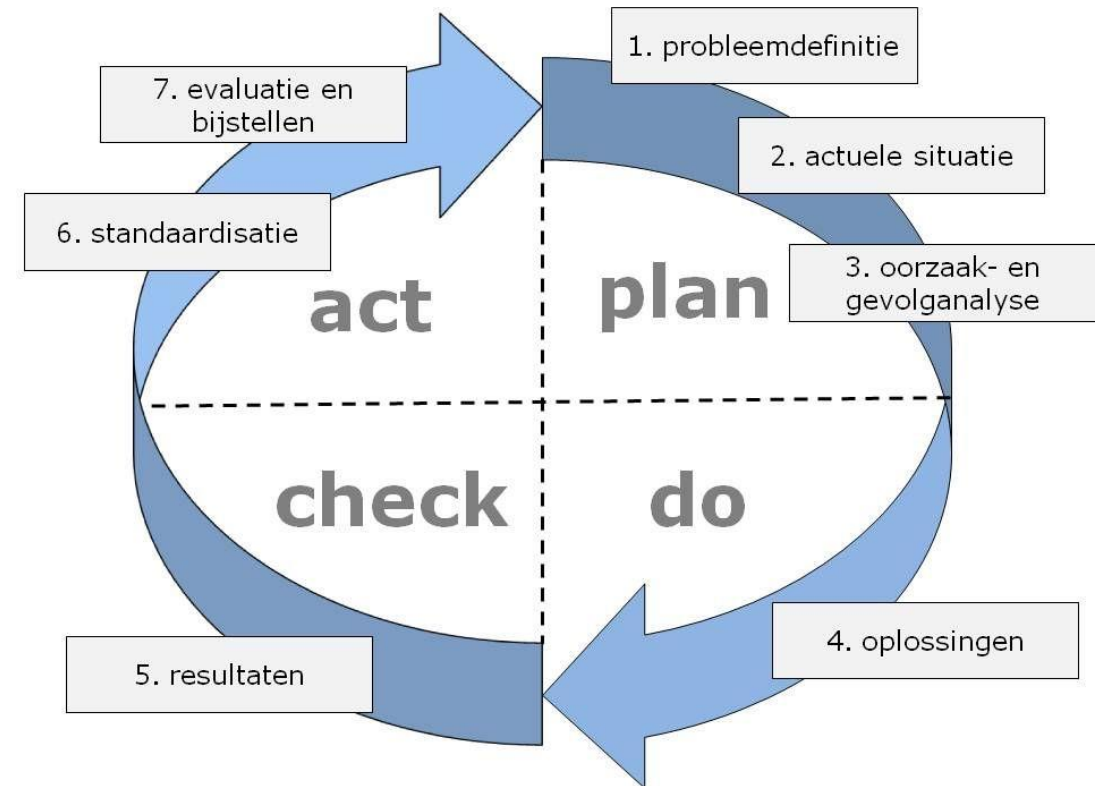 1. probleemdefinitie
2. actuele situatie
3. oorzaak- en
gevolganalyse
4. oplossingen
5. resultaten
6. standaardisatie
7. evaluatie en
bijstellen
act
plan
check
do